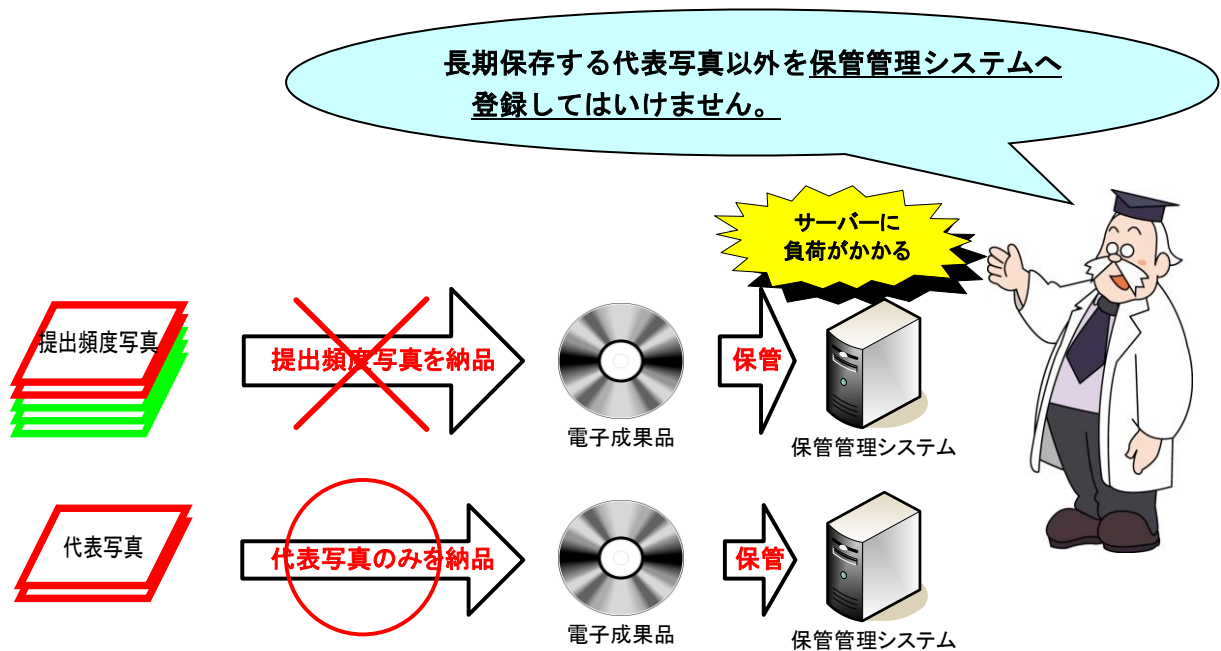 長期保存する代表写真以外を保管管理システムへ
登録してはいけません。
サーバーに
負荷がかかる
提出頻度写真
提出頻度写真を納品
保管
電子成果品
保管管理システム
代表写真
代表写真のみを納品
保管
電子成果品
保管管理システム